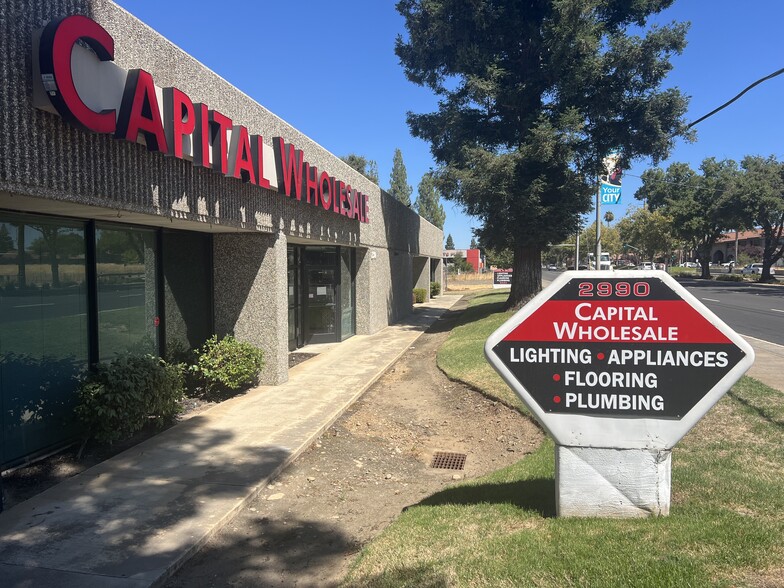 CAPITAL WHOLESALE
Your
CITY
2990
CAPITAL
WHOLESALE
LIGHTING • APPLIANCES
• FLOORING
• PLUMBING